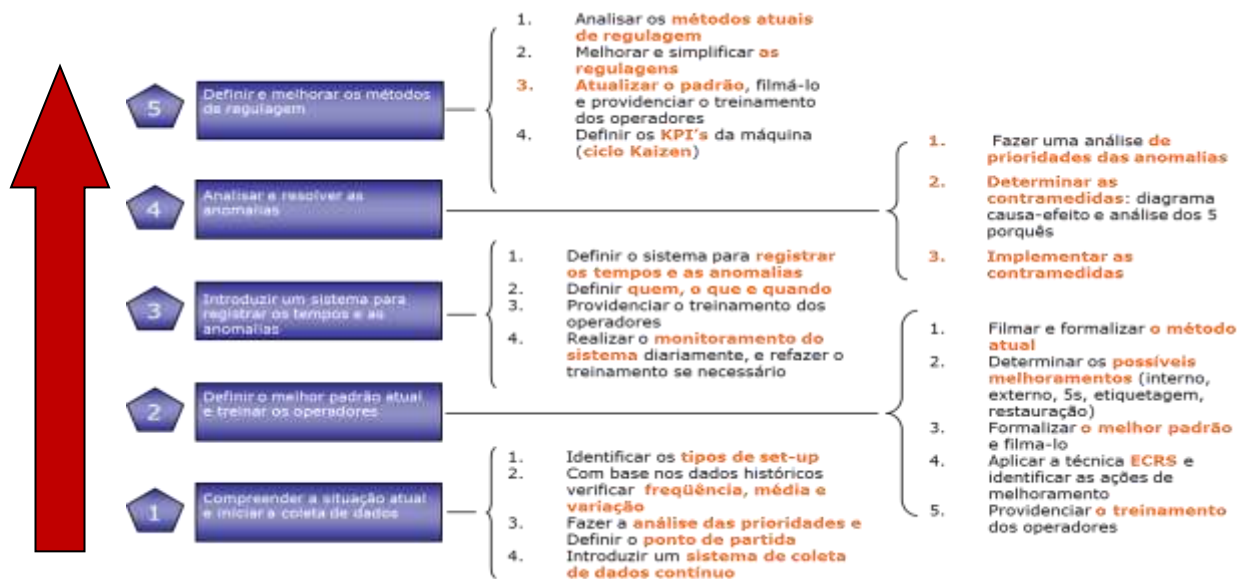 5
Definir e melhorar os métodos
de regulagem
1. Analisar os métodos atuais
de regulagem
2. Melhorar e simplificar as
regulagens
3. Atualizar o padrão, filmá-lo
e providenciar o treinamento
dos operadores
4. Definir os KPI's da máquina
(ciclo Kaizen)
4
Analisar e resolver as
anomalias
1. Fazer uma análise de
prioridades das anomalias
2. Determinar as
contramedidas: diagrama
causa-efeito e análise dos 5
porquês
3. Implementar as
contramedidas
3
Introduzir um sistema para
registrar os tempos e as
anomalias
1. Definir o sistema para registrar
os tempos e as anomalias
2. Definir quem, o que e quando
3. Providenciar o treinamento dos
operadores
4. Realizar o monitoramento do
sistema diariamente, e refazer o
treinamento se necessário
2
Definir o melhor padrão atual
e treinar os operadores
1. Filmar e formalizar o método
atual
2. Determinar os possíveis
melhoramentos (interno,
externo, 5s, etiquetagem,
restauração)
3. Formalizar o melhor padrão
e filma-lo
4. Aplicar a técnica ECRS e
identificar as ações de
melhoramento
5. Providenciar o treinamento
dos operadores
1
Compreender a situação atual
e iniciar a coleta de dados
1. Identificar os tipos de set-up
2. Com base nos dados históricos
verificar freqüência, média e
variação
3. Fazer a análise das prioridades e
Definir o ponto de partida
4. Introduzir um sistema de coleta
de dados contínuo